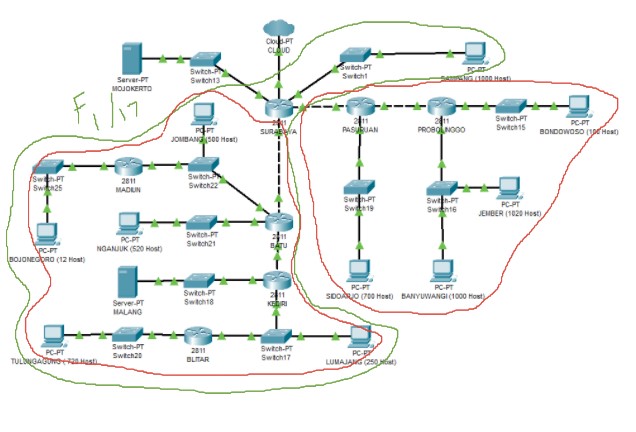 Cloud-PT
CLOUD
Server-PT
MOJOKERTO
Switch-PT
Switch13
Switch-PT
Switch1
PC-PT
SAMPANG (1000 Host)
2811
SURABAYA
2811
PASURUAN
2811
PROBOLINGGO
Switch-PT
Switch15
PC-PT
BONDOWOSO (100 Host)
PC-PT
JOMBANG (500 Host)
Switch-PT
Switch25
2811
MADIUN
Switch-PT
Switch22
Switch-PT
Switch19
Switch-PT
Switch16
PC-PT
JEMBER (1020 Host)
PC-PT
BOJONEGORO (12 Host)
PC-PT
NGANJUK (520 Host)
Switch-PT
Switch21
2811
BATU
Server-PT
MALANG
Switch-PT
Switch18
2811
KEDIRI
PC-PT
SIDOARJO (700 Host)
PC-PT
BANYUWANGI (1000 Host)
PC-PT
TULUNGAGUNG (720 Host)
Switch-PT
Switch20
2811
BLITAR
Switch-PT
Switch17
PC-PT
LUMAJANG (250 Host)